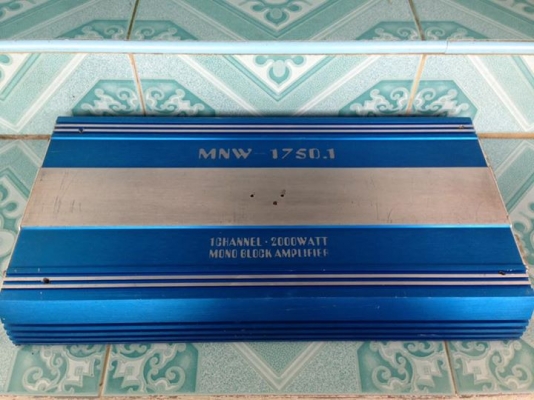 MNW-1750.1
1CHANNEL · 2000WATT
MONO BLOCK AMPLIFIER